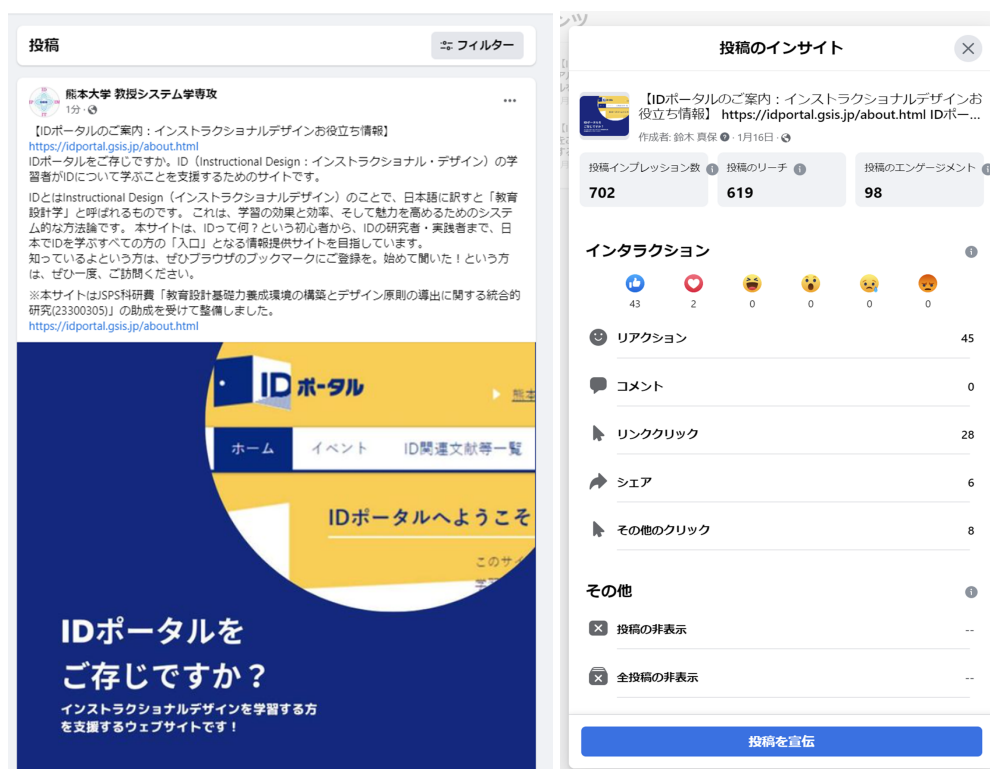 投稿
フィルター
熊本大学 教授システム学専攻
1分
【IDポータルのご案内：インストラクショナルデザインお役立ち情報】
https://idportal.gsis.jp/about.html
IDポータルをご存じですか。ID（Instructional Design：インストラクショナル・デザイン）の学
習者がIDについて学ぶことを支援するためのサイトです。
IDとはInstructional Design（インストラクショナルデザイン）のことで、日本語に訳すと「教育
設計学」と呼ばれるものです。 これは、学習の効果と効率、そして魅力を高めるためのシステ
ム的な方法論です。 本サイトは、IDって何？という初心者から、IDの研究者・実践者まで、日
本でIDを学ぶすべての方の「入口」となる情報提供サイトを目指しています。
知っているよという方は、ぜひブラウザのブックマークにご登録を。始めて聞いた！という方
は、ぜひ一度、ご訪問ください。
※本サイトはJSPS科研費「教育設計基礎力養成環境の構築とデザイン原則の導出に関する統合的
研究(23300305)」の助成を受けて整備しました。
https://idportal.gsis.jp/about.html
IDポータル
熊本
ホーム イベント ID関連文献等一覧
IDポータルへようこそ
このサ
IDポータルを
ご存じですか？
インストラクショナルデザインを学習する方
を支援するウェブサイトです！
投稿のインサイト
【IDポータルのご案内：インストラクショナルデザインお
役立ち情報】 https://idportal.gsis.jp/about.html IDポー...
作成者: 鈴木 真保 · 1月16日 ·
投稿インプレッション数 投稿のリーチ 投稿のエンゲージメント
702 619 98
インタラクション
43 2 0 0 0 0
リアクション 45
コメント 0
リンククリック 28
シェア 6
その他のクリック 8
その他
投稿の非表示 --
全投稿の非表示 --
投稿を宣伝